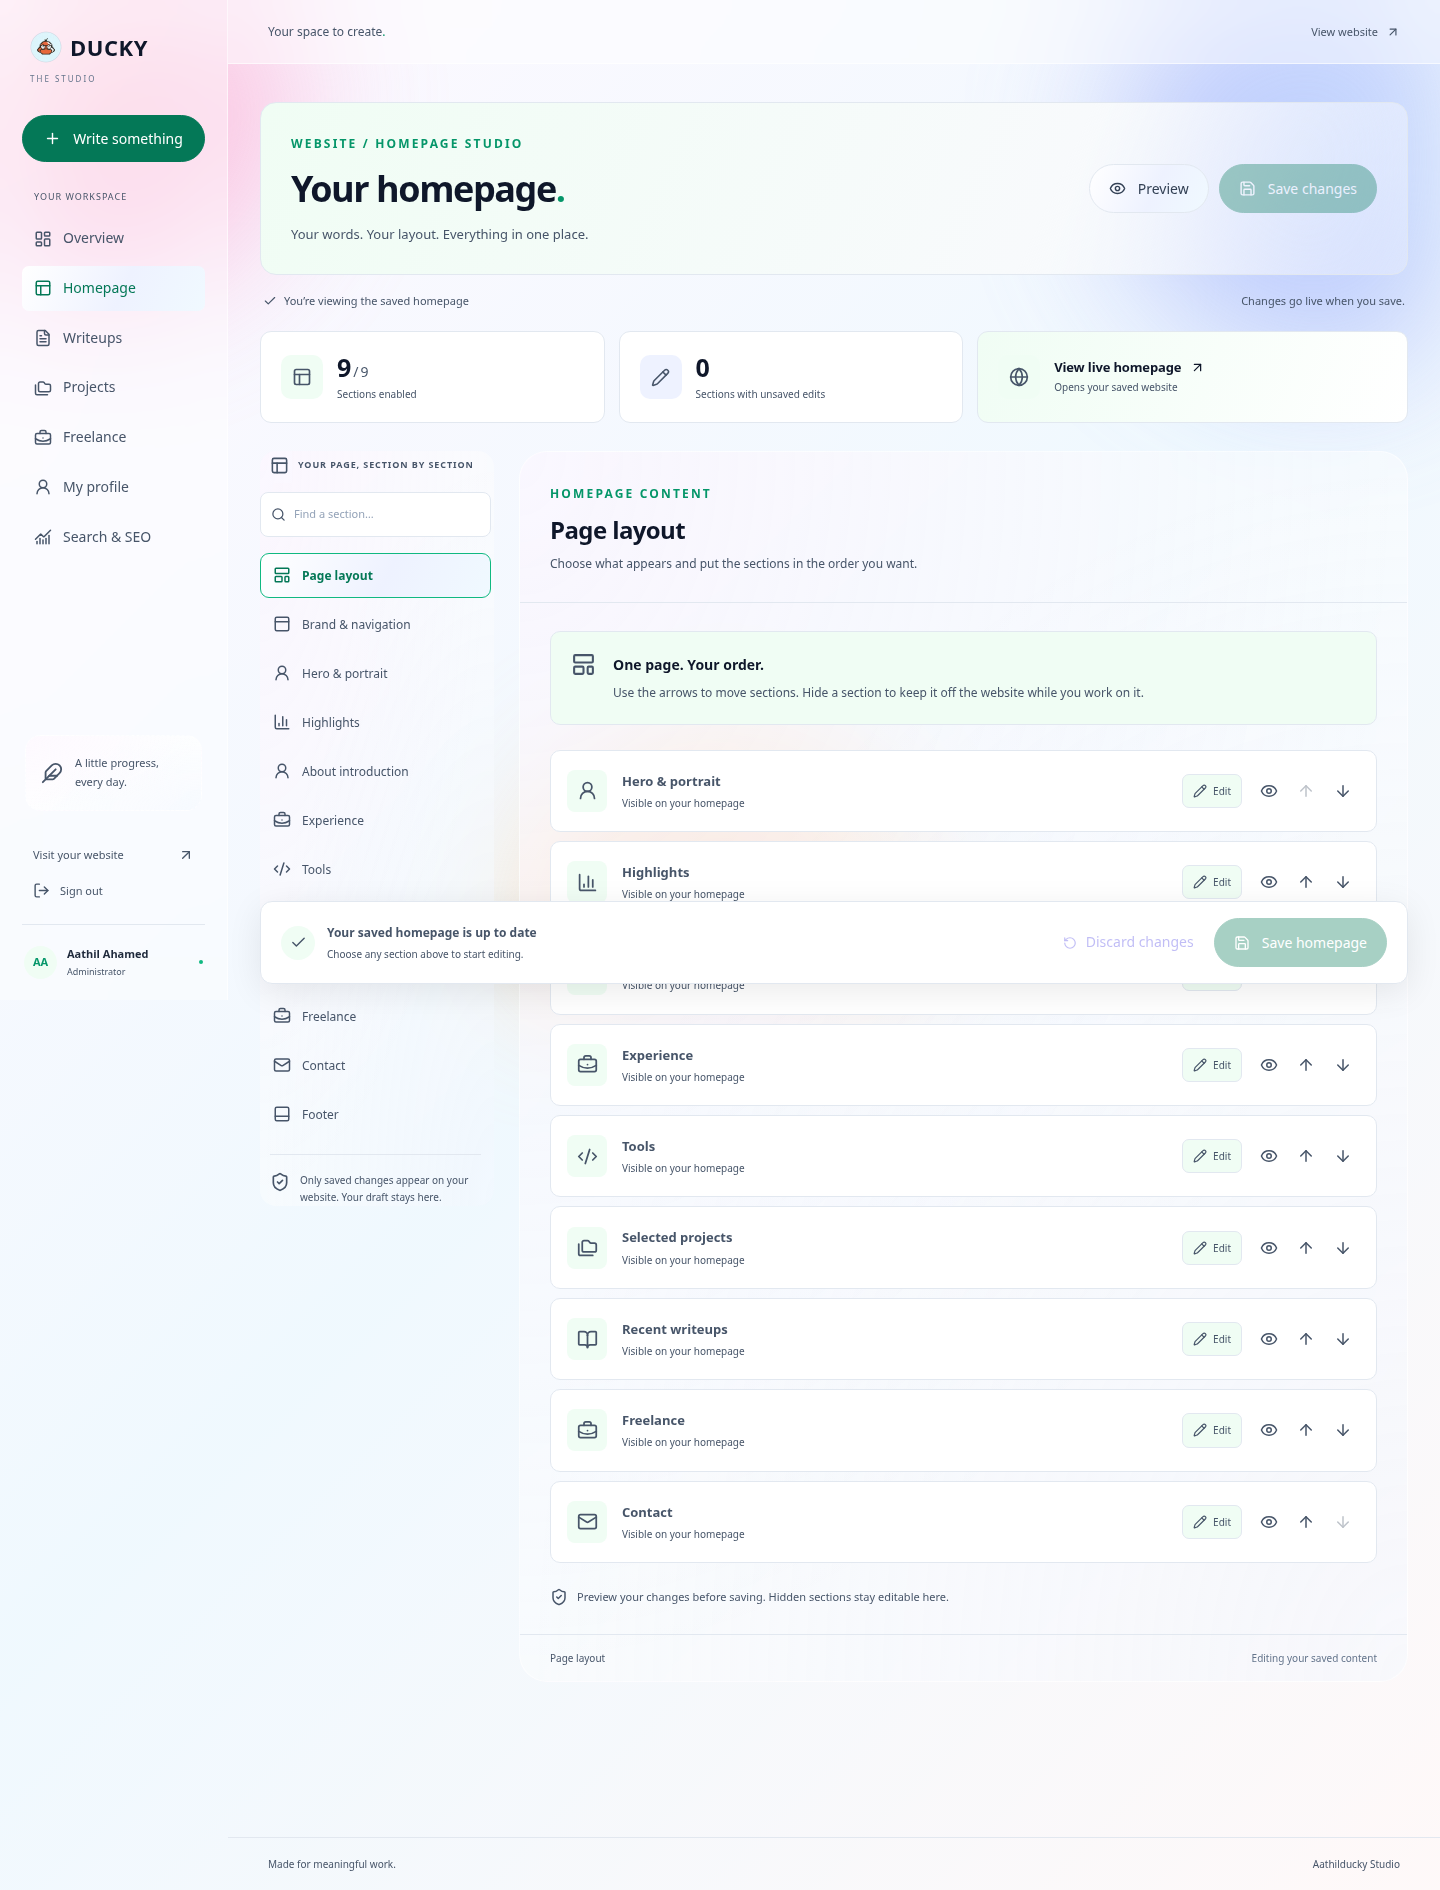 DUCKY
THE STUDIO
Write something
YOUR WORKSPACE
Overview
Homepage
Writeups
Projects
Freelance
My profile
Search & SEO
A little progress,
every day.
Visit your website
Sign out
AA
Aathil Ahamed
Administrator
Your space to create.
View website
WEBSITE / HOMEPAGE STUDIO
Your homepage.
Your words. Your layout. Everything in one place.
Preview
Save changes
You're viewing the saved homepage
Changes go live when you save.
9 / 9
Sections enabled
0
Sections with unsaved edits
View live homepage
Opens your saved website
YOUR PAGE, SECTION BY SECTION
Find a section...
Page layout
Brand & navigation
Hero & portrait
Highlights
About introduction
Experience
Tools
Freelance
Contact
Footer
Only saved changes appear on your
website. Your draft stays here.
HOMEPAGE CONTENT
Page layout
Choose what appears and put the sections in the order you want.
One page. Your order.
Use the arrows to move sections. Hide a section to keep it off the website while you work on it.
Hero & portrait
Visible on your homepage
Edit
Highlights
Visible on your homepage
Edit
Your saved homepage is up to date
Choose any section above to start editing.
Discard changes
Save homepage
Visible on your homepage
Experience
Visible on your homepage
Edit
Tools
Visible on your homepage
Edit
Selected projects
Visible on your homepage
Edit
Recent writeups
Visible on your homepage
Edit
Freelance
Visible on your homepage
Edit
Contact
Visible on your homepage
Edit
Preview your changes before saving. Hidden sections stay editable here.
Page layout
Editing your saved content
Made for meaningful work.
Aathilducky Studio